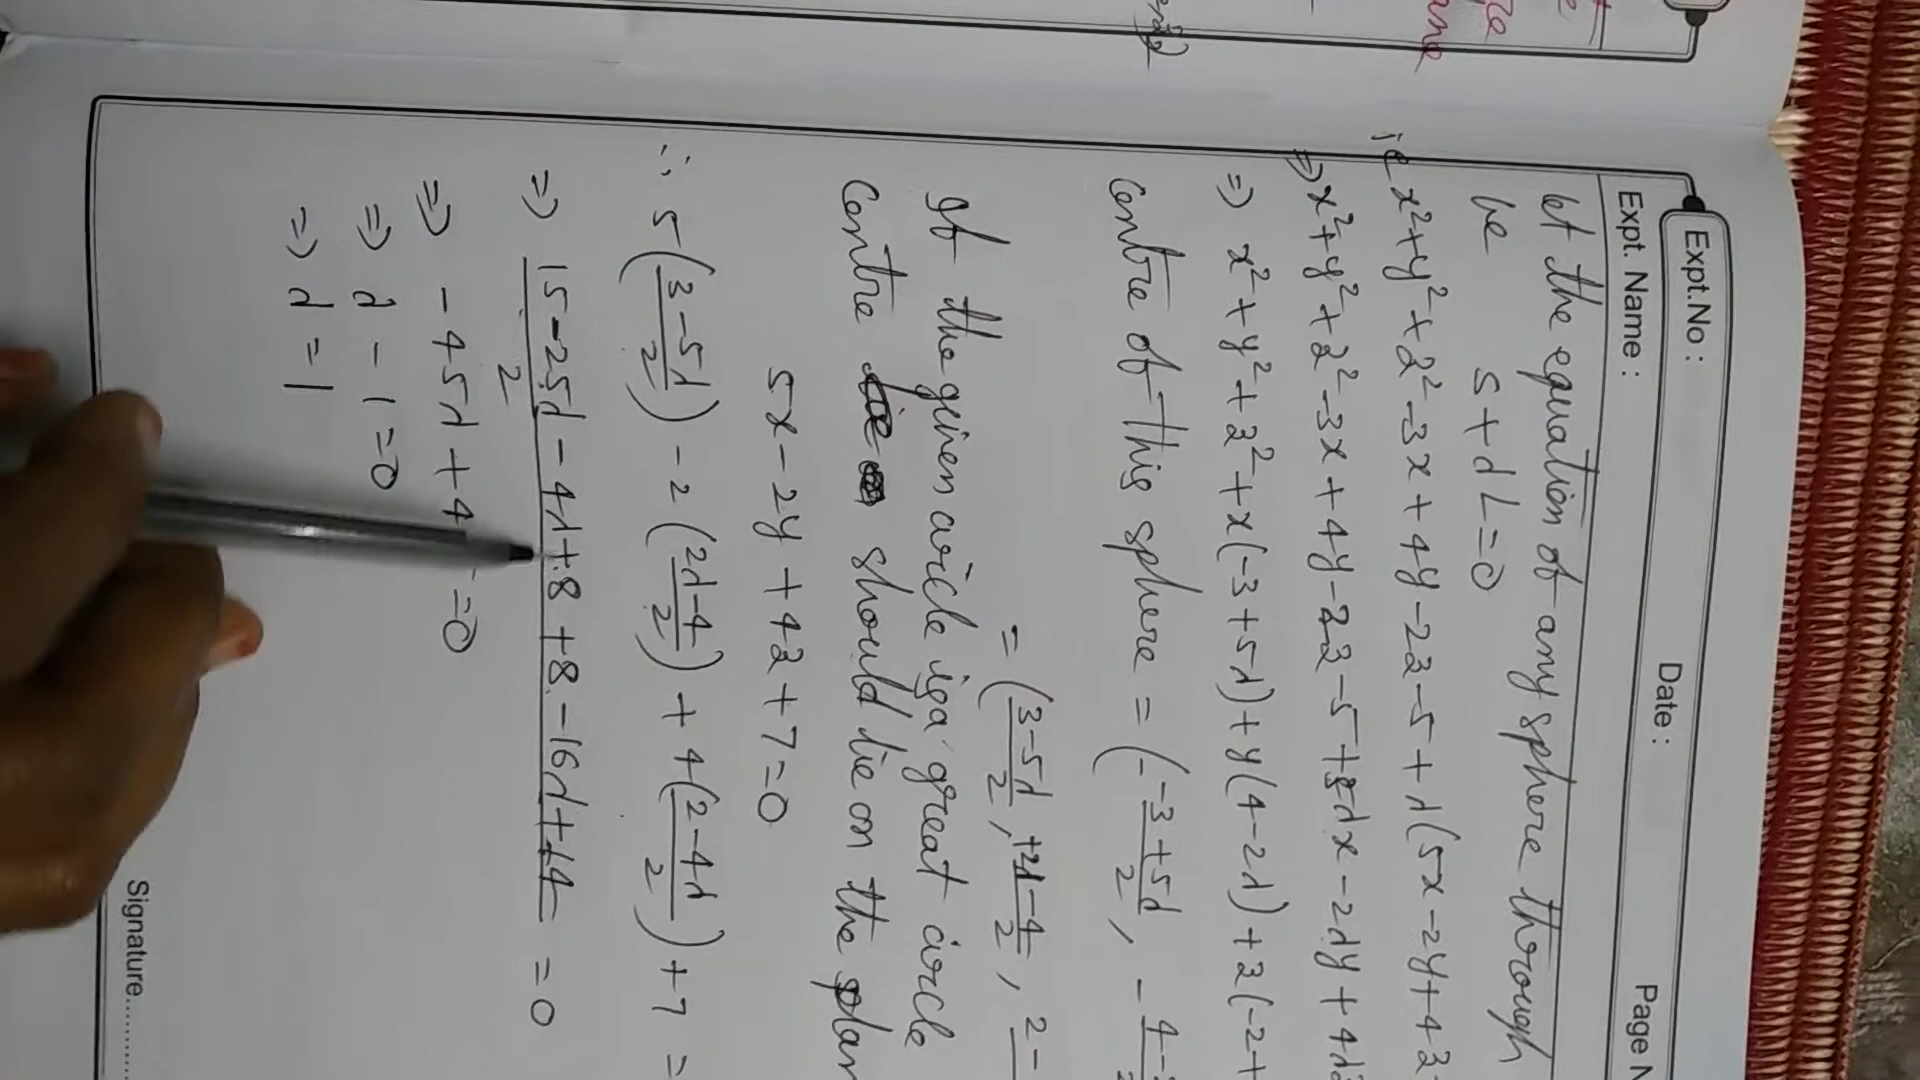 Expt.No :
Date :
Expt. Name :
Page N
let the equation of any sphere through
be S + λL = 0
ie x² + y² + z² - 3x + 4y - 2z - 5 + λ(5x - 2y + 4z
⇒ x² + y² + z² - 3x + 4y - 2z - 5 + 5λx - 2λy + 4λz
⇒ x² + y² + z² + x(-3 + 5λ) + y(4 - 2λ) + z(-2 +
Centre of this sphere = (- -3 + 5λ/2, - 4 -
= (3 - 5λ/2, +2λ - 4/2, 2 -
If the given circle is a great circle
Centre should lie on the plan
5x - 2y + 4z + 7 = 0
∴ 5(3 - 5λ/2) - 2(2λ - 4/2) + 4(2 - 4λ/2) + 7 =
⇒ 15 - 25λ - 4λ + 8 + 8 - 16λ + 14/2 = 0
⇒ - 45λ + 4 = 0
⇒ λ - 1 = 0
⇒ λ = 1
Signature..........